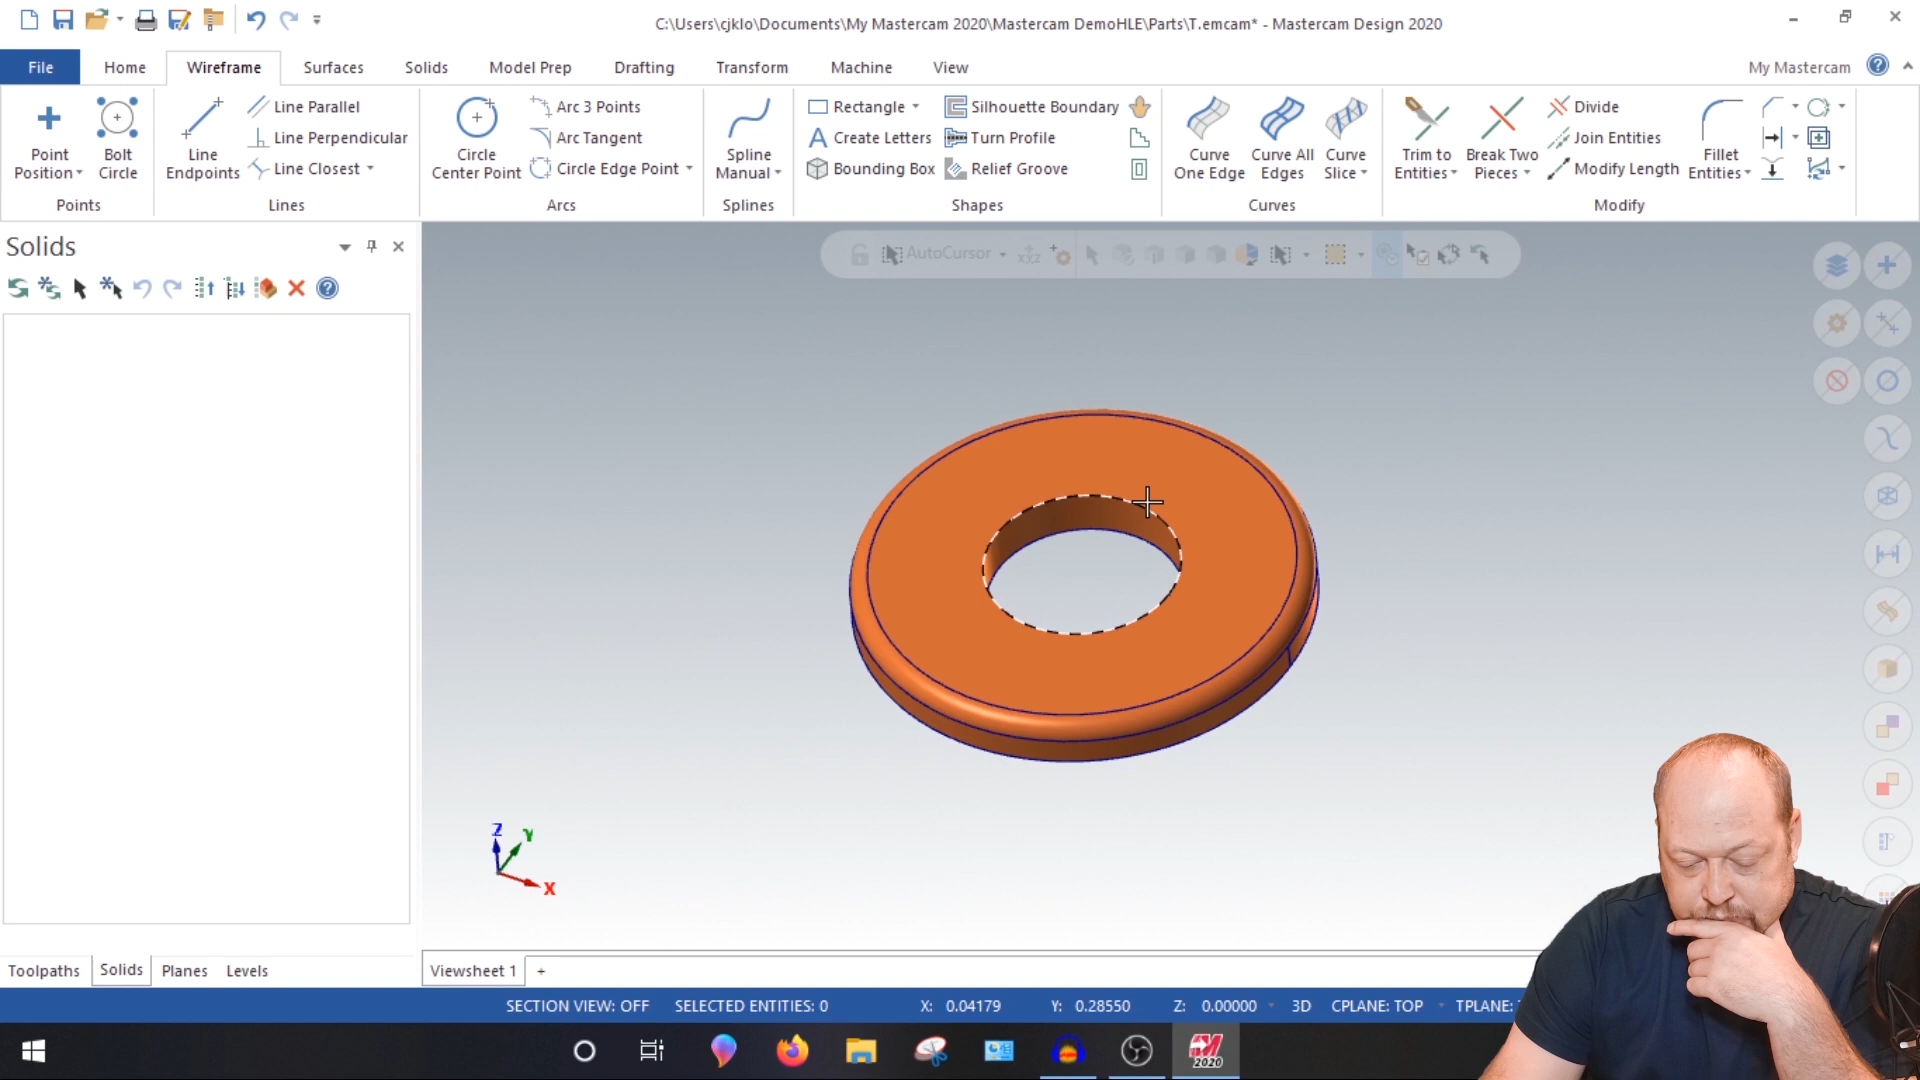 C:\Users\cjklo\Documents\My Mastercam 2020\Mastercam DemoHLE\Parts\T.emcam* - Mastercam Design 2020
File Home Wireframe Surfaces Solids Model Prep Drafting Transform Machine View My Mastercam
Point Position
Bolt Circle
Points
Line Endpoints
Line Parallel
Line Perpendicular
Line Closest
Lines
Circle Center Point
Arc 3 Points
Arc Tangent
Circle Edge Point
Arcs
Spline Manual
Splines
Rectangle
Create Letters
Bounding Box
Silhouette Boundary
Turn Profile
Relief Groove
Shapes
Curve One Edge
Curve All Edges
Curve Slice
Curves
Trim to Entities
Break Two Pieces
Divide
Join Entities
Modify Length
Fillet Entities
Modify
Solids
AutoCursor
Z
Y
X
Toolpaths Solids Planes Levels
Viewsheet 1 +
SECTION VIEW: OFF SELECTED ENTITIES: 0 X: 0.04179 Y: 0.28550 Z: 0.00000 3D CPLANE: TOP TPLANE:
2020